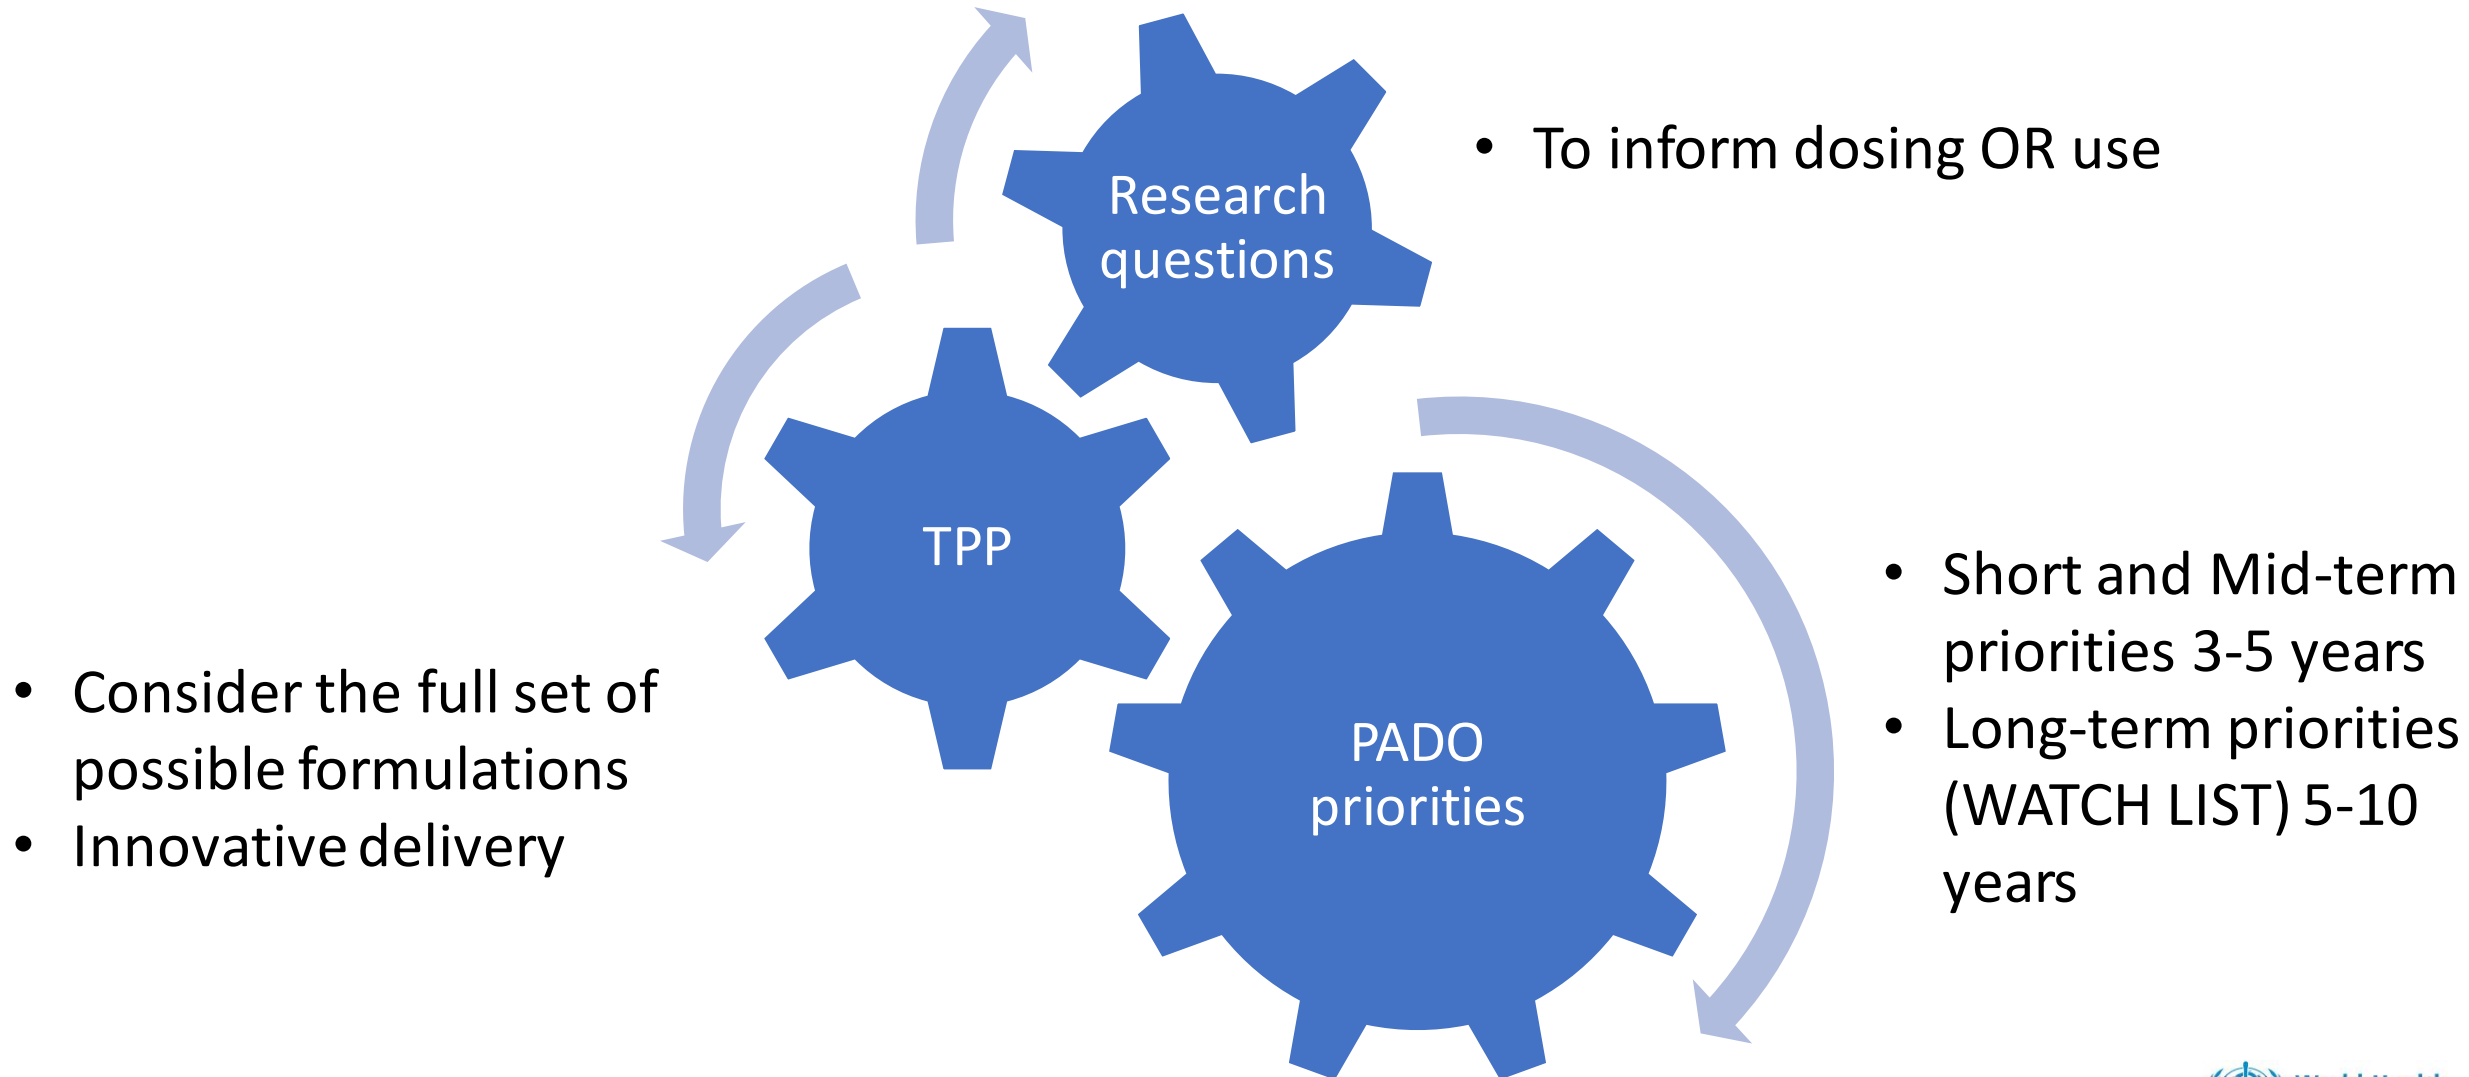 Research
questions
• To inform dosing OR use
TPP
• Consider the full set of
possible formulations
• Innovative delivery
PADO
priorities
• Short and Mid-term
priorities 3-5 years
• Long-term priorities
(WATCH LIST) 5-10
years